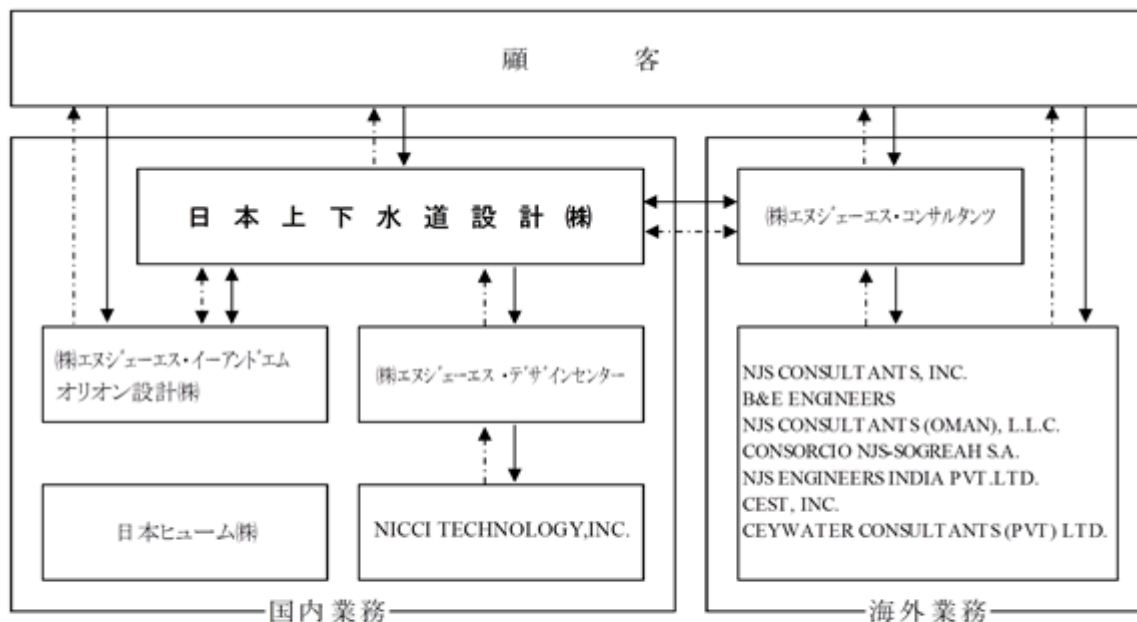 顧客
日本上下水道設計㈱
㈱エヌジェーエス・コンサルタンツ
㈱エヌジェーエス・イーアンドエム
オリオン設計㈱
㈱エヌジェーエス・デザインセンター
NJS CONSULTANTS, INC.
B&E ENGINEERS
NJS CONSULTANTS (OMAN), L.L.C.
CONSORCIO NJS-SOGREAH S.A.
NJS ENGINEERS INDIA PVT.LTD.
CEST, INC.
CEYWATER CONSULTANTS (PVT) LTD.
日本ヒューム㈱
NICCI TECHNOLOGY,INC.
国内業務
海外業務